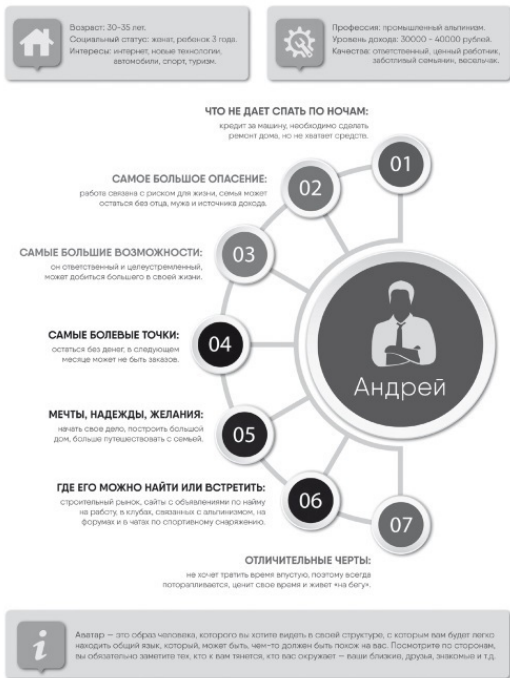 Возраст: 30-35 лет.
Социальный статус: женат, ребенок 3 года.
Интересы: интернет, новые технологии,
автомобили, спорт, туризм.
Профессия: промышленный альпинизм.
Уровень дохода: 30000 - 40000 рублей.
Качества: ответственный, ценный работник,
заботливый семьянин, весельчак.
ЧТО НЕ ДАЕТ СПАТЬ ПО НОЧАМ:
кредит за машину, необходимо сделать
ремонт дома, но не хватает средств.
01
САМОЕ БОЛЬШОЕ ОПАСЕНИЕ:
работа связана с риском для жизни, семья может
остаться без отца, мужа и источника дохода.
02
САМЫЕ БОЛЬШИЕ ВОЗМОЖНОСТИ:
он ответственный и целеустремленный,
может добиться большего в своей жизни.
03
САМЫЕ БОЛЕВЫЕ ТОЧКИ:
остаться без денег, в следующем
месяце может не быть заказов.
04
Андрей
МЕЧТЫ, НАДЕЖДЫ, ЖЕЛАНИЯ:
начать свое дело, построить большой
дом, больше путешествовать с семьей.
05
ГДЕ ЕГО МОЖНО НАЙТИ ИЛИ ВСТРЕТИТЬ:
строительный рынок, сайты с объявлениями по найму
на работу, в клубах, связанных с альпинизмом, на
форумах и в чатах по спортивному снаряжению.
06
07
ОТЛИЧИТЕЛЬНЫЕ ЧЕРТЫ:
не хочет тратить время впустую, поэтому всегда
поторапливается, ценит свое время и живет «на бегу».
i
Аватар — это образ человека, которого вы хотите видеть в своей структуре, с которым вам будет легко
находить общий язык, который, может быть, чем-то должен быть похож на вас. Посмотрите по сторонам,
вы обязательно заметите тех, кто к вам тянется, кто вас окружает — ваши близкие, друзья, знакомые и т.д.